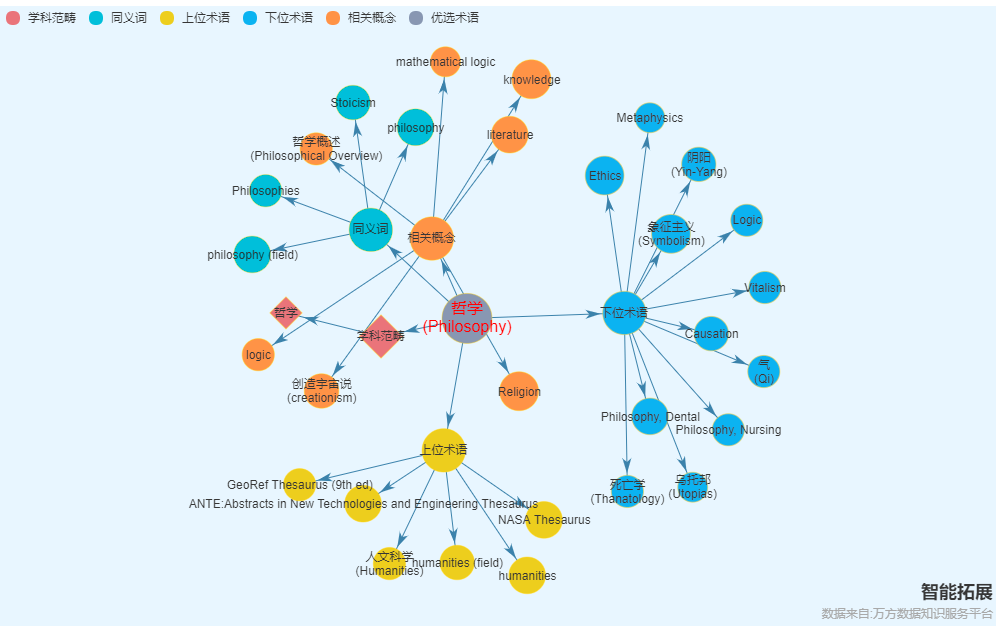 学科范畴
同义词
上位术语
下位术语
相关概念
优选术语
mathematical logic
knowledge
Stoicism
philosophy
literature
哲学概述
(Philosophical Overview)
Philosophies
同义词
相关概念
philosophy (field)
哲学
(Philosophy)
哲学
学科范畴
logic
创造宇宙说
(creationism)
Religion
Metaphysics
阴阳
(Yin-Yang)
Ethics
Logic
象征主义
(Symbolism)
Vitalism
下位术语
Causation
气
(Qi)
Philosophy, Dental
Philosophy, Nursing
死亡学
(Thanatology)
乌托邦
(Utopias)
上位术语
GeoRef Thesaurus (9th ed)
ANTE:Abstracts in New Technologies and Engineering Thesaurus
NASA Thesaurus
人文科学
(Humanities)
humanities (field)
humanities
智能拓展
数据来自:万方数据知识服务平台